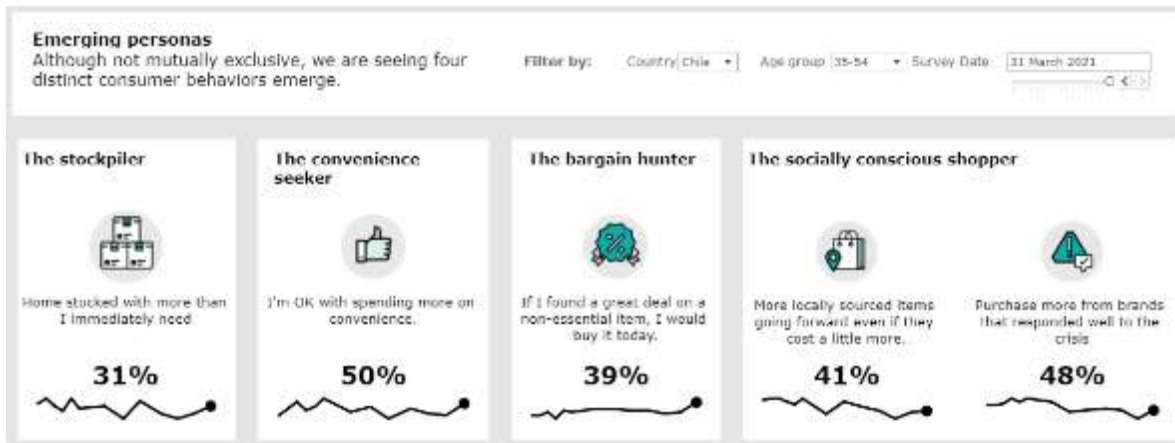 Emerging personas
Although not mutually exclusive, we are seeing four
distinct consumer behaviors emerge.
Filter by:
Country Chile
Age group 35-54
Survey Date 31 March 2021
The stockpiler
Home stocked with more than
I immediately need
31%
The convenience
seeker
I'm OK with spending more on
convenience.
50%
The bargain hunter
If I found a great deal on a
non-essential item, I would
buy it today.
39%
The socially conscious shopper
More locally sourced items
going forward even if they
cost a little more.
41%
Purchase more from brands
that responded well to the
crisis
48%